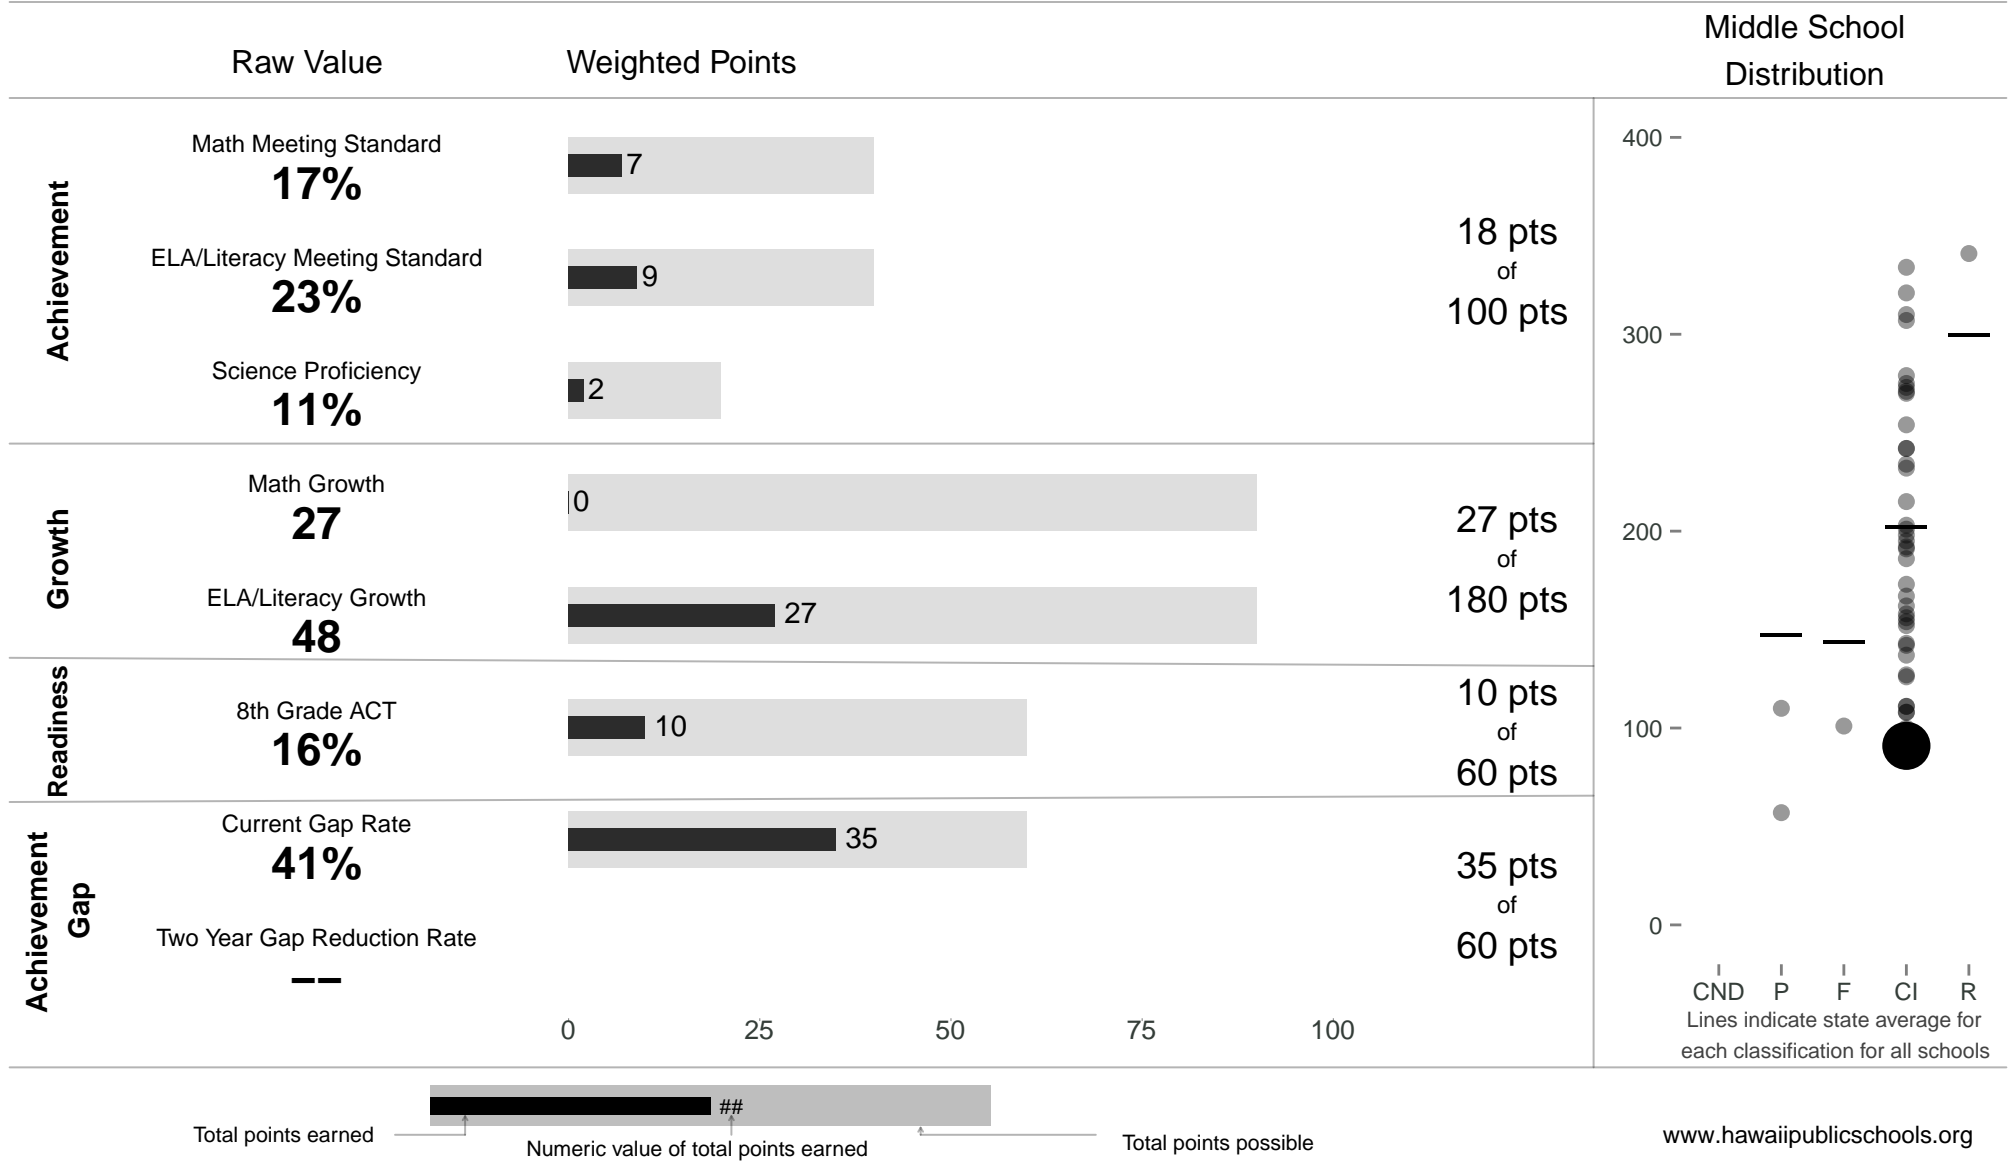 Raw Value
Weighted Points
Middle School
Distribution
Achievement
Math Meeting Standard
17%
7
ELA/Literacy Meeting Standard
23%
9
Science Proficiency
11%
2
18 pts
of
100 pts
Growth
Math Growth
27
0
ELA/Literacy Growth
48
27
27 pts
of
180 pts
Readiness
8th Grade ACT
16%
10
10 pts
of
60 pts
Achievement
Gap
Current Gap Rate
41%
35
Two Year Gap Reduction Rate
––
35 pts
of
60 pts
0 25 50 75 100
400
300
200
100
0
CND P F CI R
Lines indicate state average for
each classification for all schools
##
Total points earned
Numeric value of total points earned
Total points possible
www.hawaiipublicschools.org